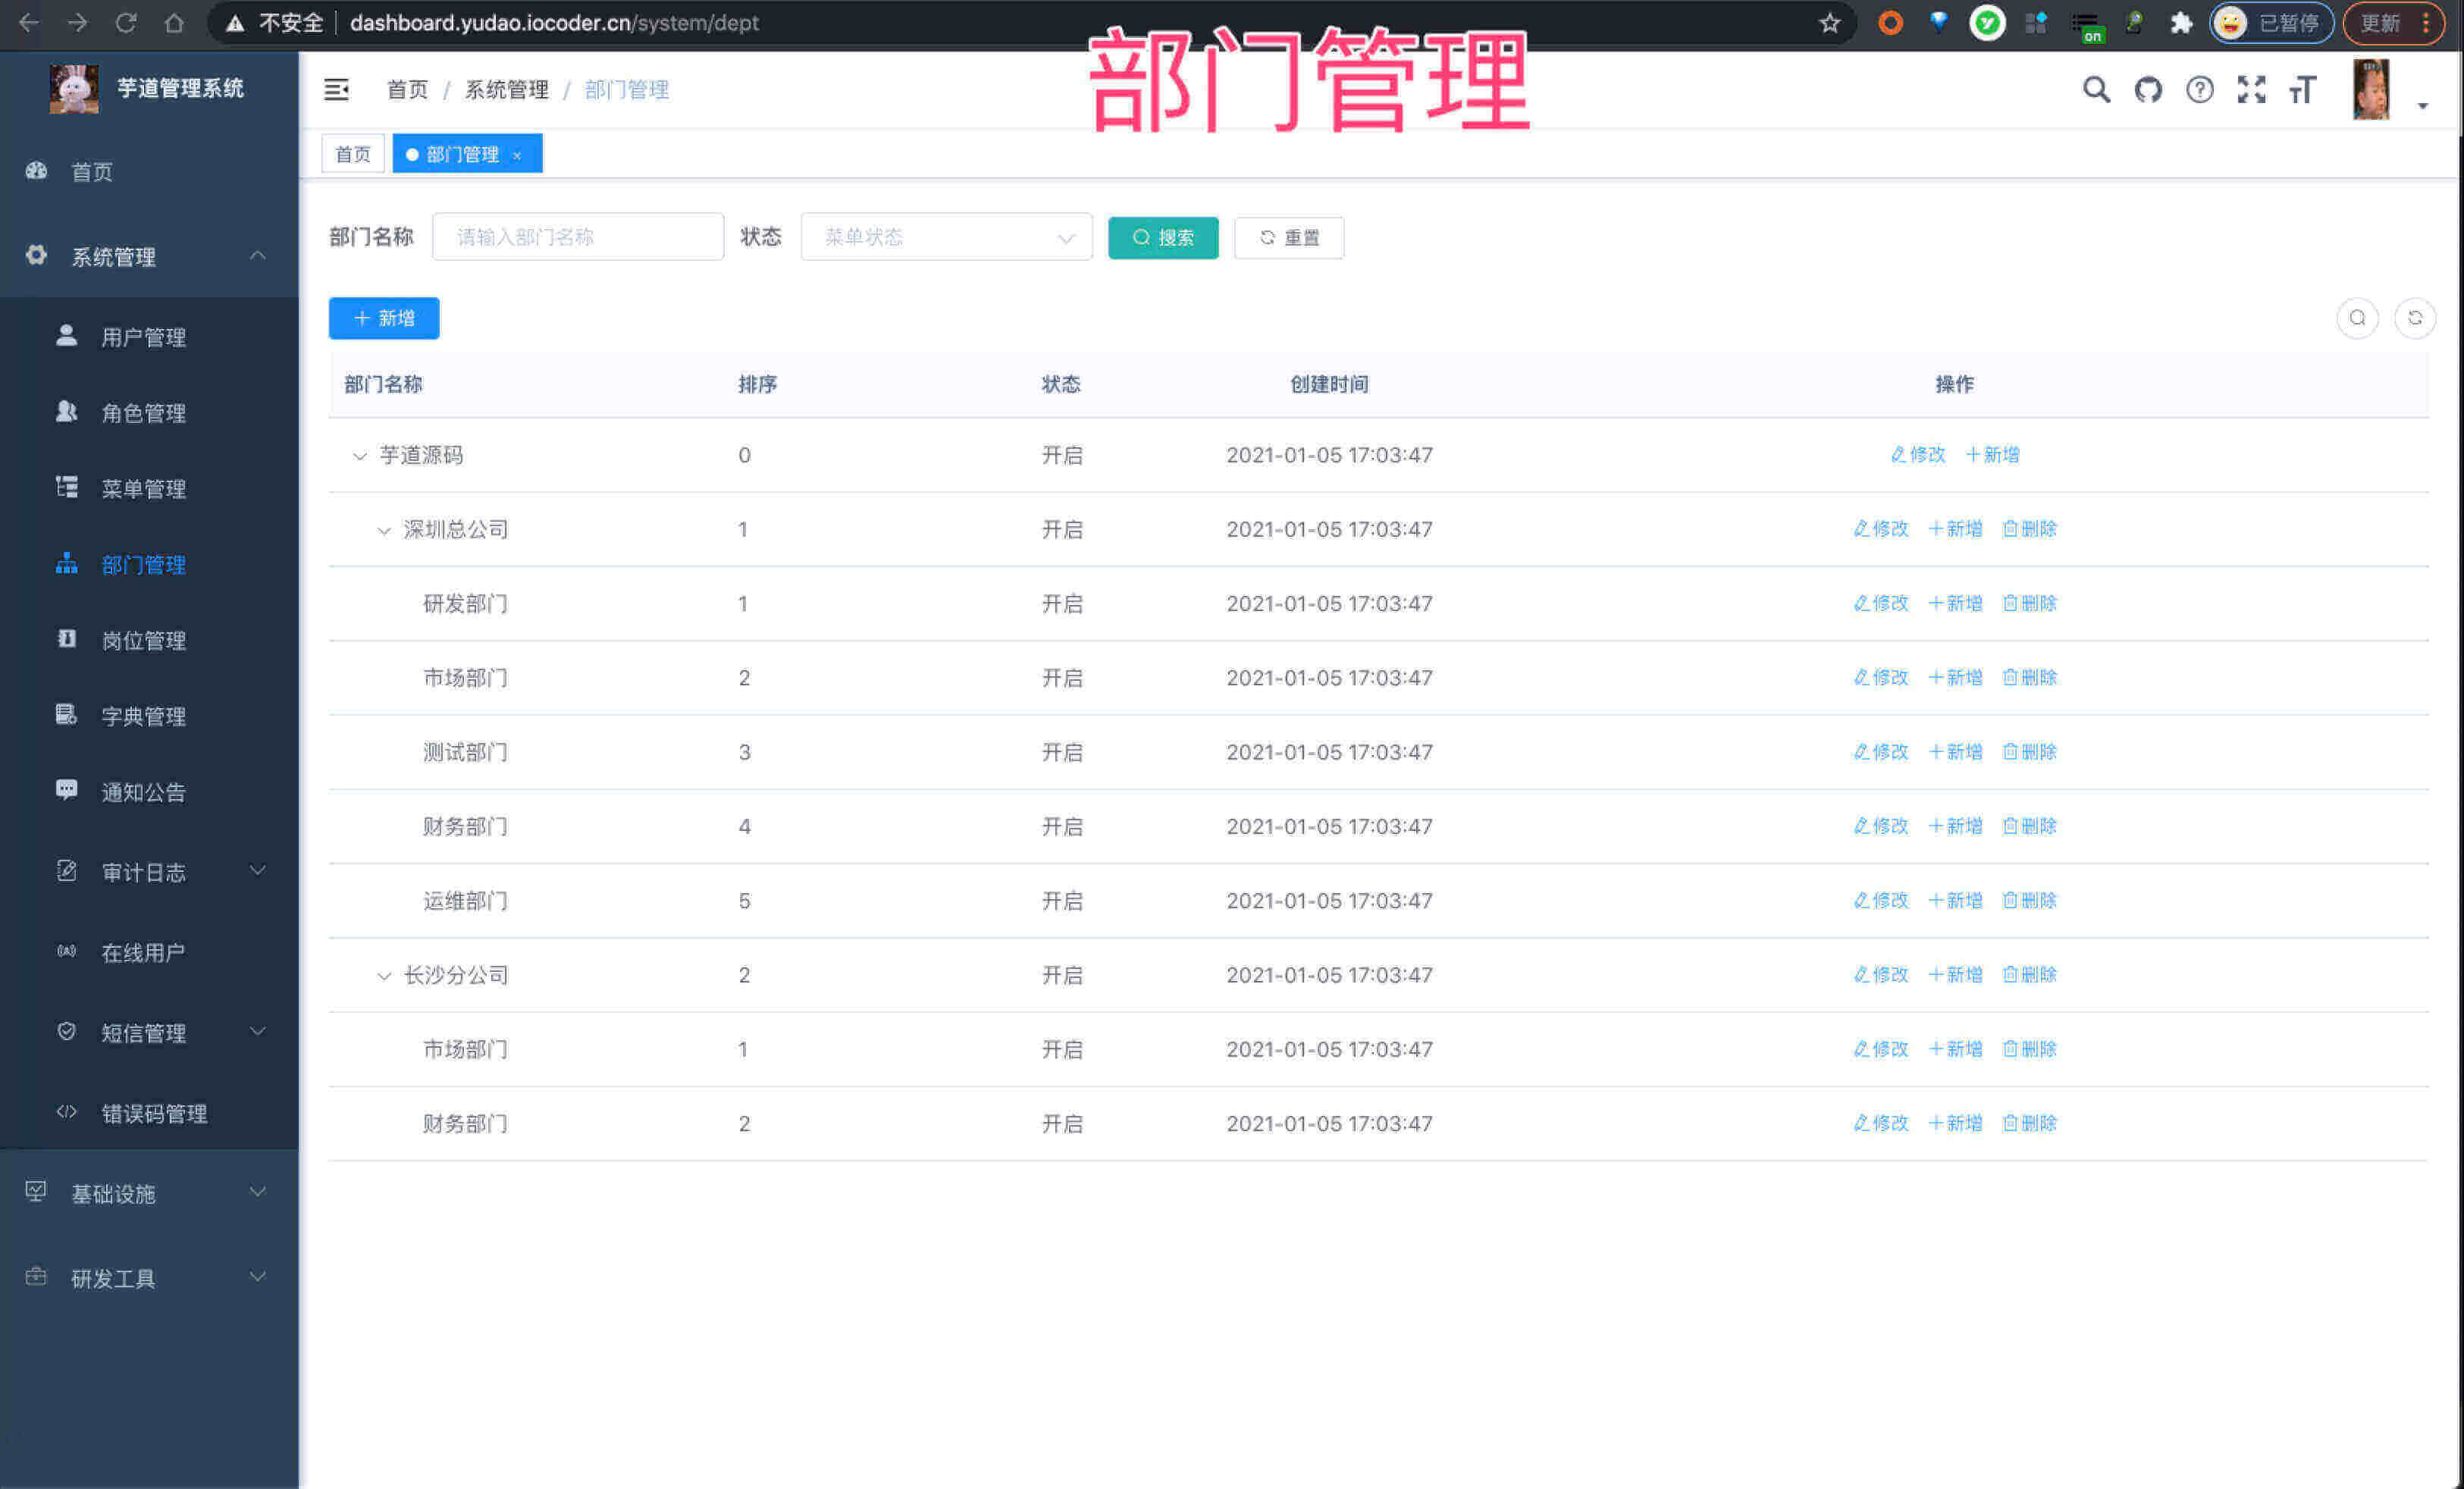 不安全 dashboard.yudao.iocoder.cn/system/dept
on
已暂停
更新
部门管理
芋道管理系统
首页 / 系统管理 / 部门管理
首页
部门管理 ×
首页
系统管理
用户管理
角色管理
菜单管理
部门管理
岗位管理
字典管理
通知公告
审计日志
在线用户
短信管理
错误码管理
基础设施
研发工具
部门名称 请输入部门名称 状态 菜单状态 搜索 重置
新增
部门名称 排序 状态 创建时间 操作
芋道源码 0 开启 2021-01-05 17:03:47 修改 新增
深圳总公司 1 开启 2021-01-05 17:03:47 修改 新增 删除
研发部门 1 开启 2021-01-05 17:03:47 修改 新增 删除
市场部门 2 开启 2021-01-05 17:03:47 修改 新增 删除
测试部门 3 开启 2021-01-05 17:03:47 修改 新增 删除
财务部门 4 开启 2021-01-05 17:03:47 修改 新增 删除
运维部门 5 开启 2021-01-05 17:03:47 修改 新增 删除
长沙分公司 2 开启 2021-01-05 17:03:47 修改 新增 删除
市场部门 1 开启 2021-01-05 17:03:47 修改 新增 删除
财务部门 2 开启 2021-01-05 17:03:47 修改 新增 删除